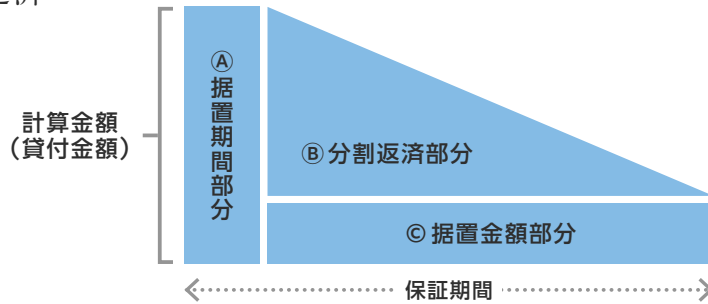 Ⓐ据置期間部分
計算金額
（貸付金額）
Ⓑ分割返済部分
Ⓒ据置金額部分
保証期間